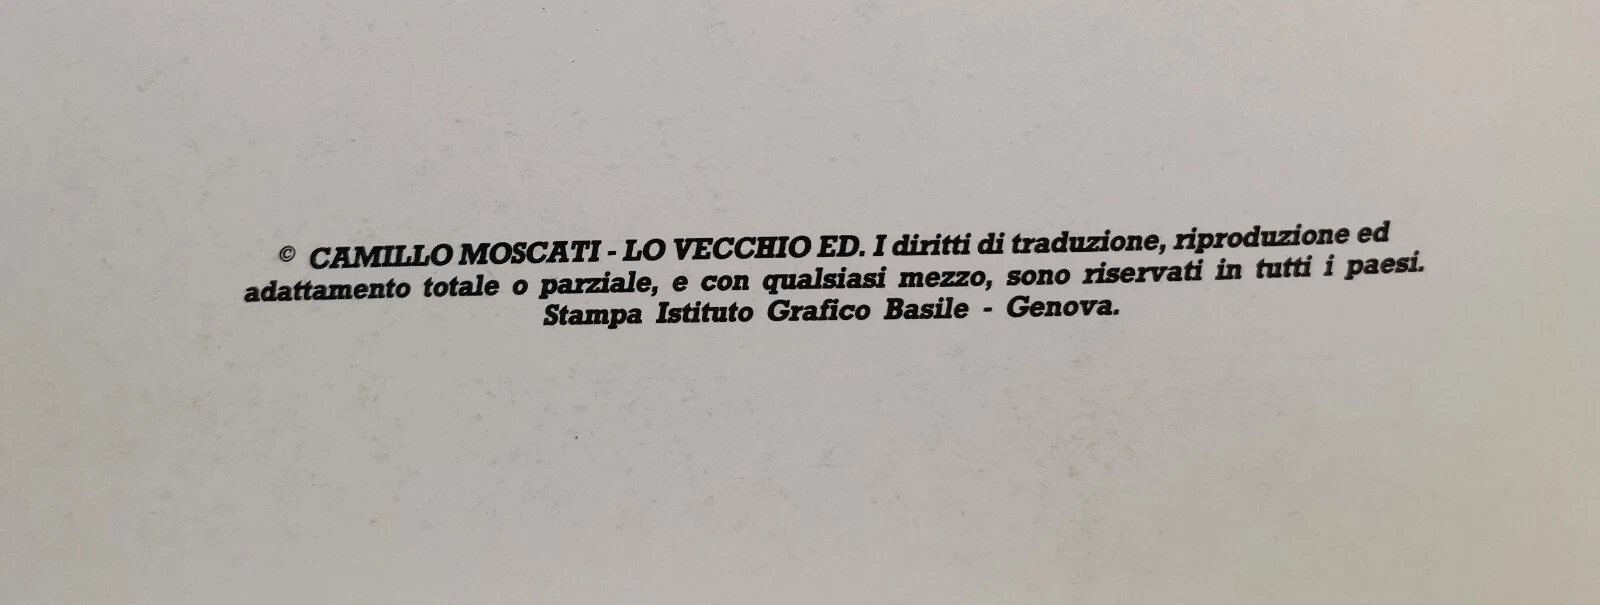 © CAMILLO MOSCATI - LO VECCHIO ED. I diritti di traduzione, riproduzione ed
adattamento totale o parziale, e con qualsiasi mezzo, sono riservati in tutti i paesi.
Stampa Istituto Grafico Basile - Genova.